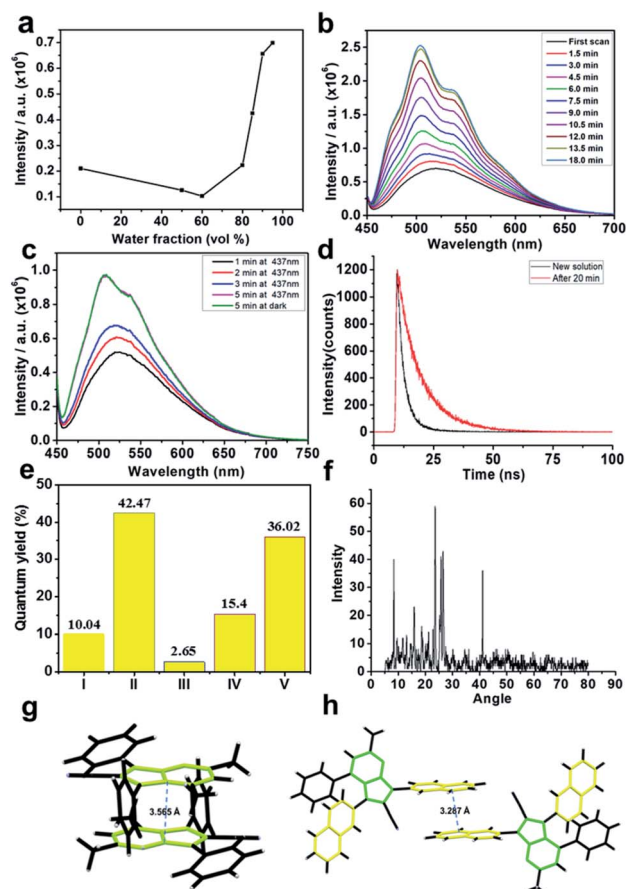 a
0.7
0.6
0.5
0.4
0.3
0.2
0.1
0 20 40 60 80 100
Intensity / a.u. (x10⁶)
Water fraction (vol %)
b
2.5
2.0
1.5
1.0
0.5
0.0
450 500 550 600 650 700
Intensity / a.u. (x10⁶)
Wavelength (nm)
First scan
1.5 min
3.0 min
4.5 min
6.0 min
7.5 min
9.0 min
10.5 min
12.0 min
13.5 min
18.0 min
c
1.0
0.8
0.6
0.4
0.2
0.0
450 500 550 600 650 700 750
Intensity / a.u. (x10⁶)
Wavelength (nm)
1 min at 437nm
2 min at 437nm
3 min at 437nm
5 min at 437nm
5 min at dark
d
1200
1000
800
600
400
200
0
0 25 50 75 100
Intensity(counts)
Time (ns)
New solution
After 20 min
e
50
40
30
20
10
0
Quantum yield (%)
10.04
42.47
2.65
15.4
36.02
I II III IV V
f
70
60
50
40
30
20
10
0
0 10 20 30 40 50 60 70 80 90
Intensity
Angle
g
3.565 Å
h
3.287 Å